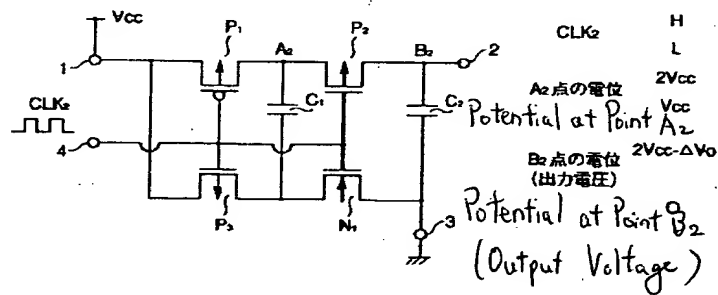 Vcc
P₁
A₂
P₂
B₂
1
2
C₁
C₂
CLK₂
4
P₃
N₁
3
CLK₂
H
L
2Vcc
A₂点の電位
Vcc
Potential at Point A₂
2Vcc-ΔVo
B₂点の電位
(出力電圧)
O
Potential at Point B₂
(Output Voltage)